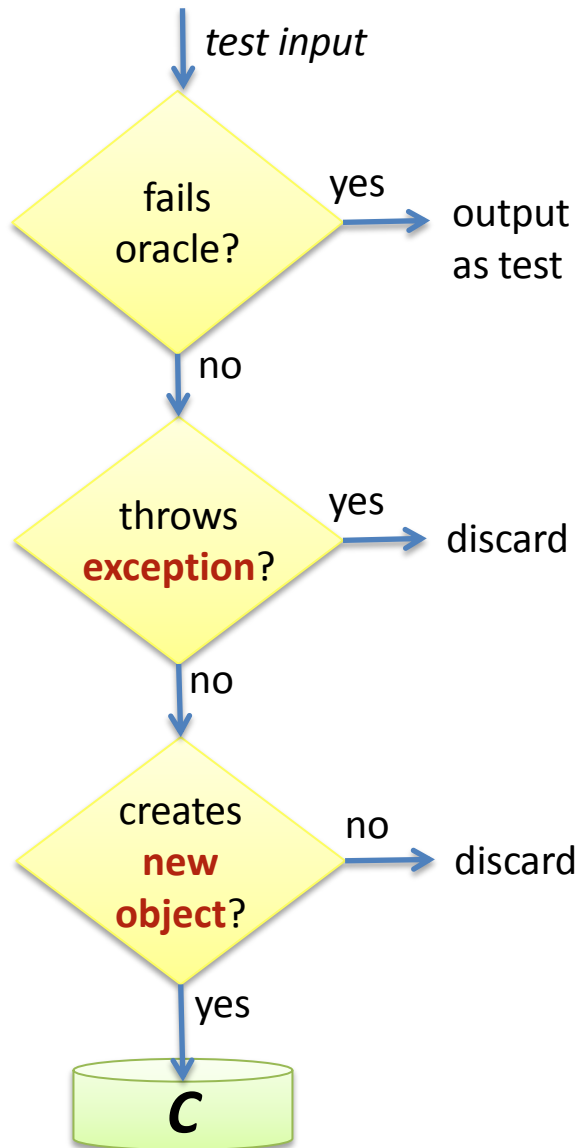 test input
fails
oracle?
yes
output
as test
no
throws
exception?
yes
discard
no
creates
new
object?
no
discard
yes
C